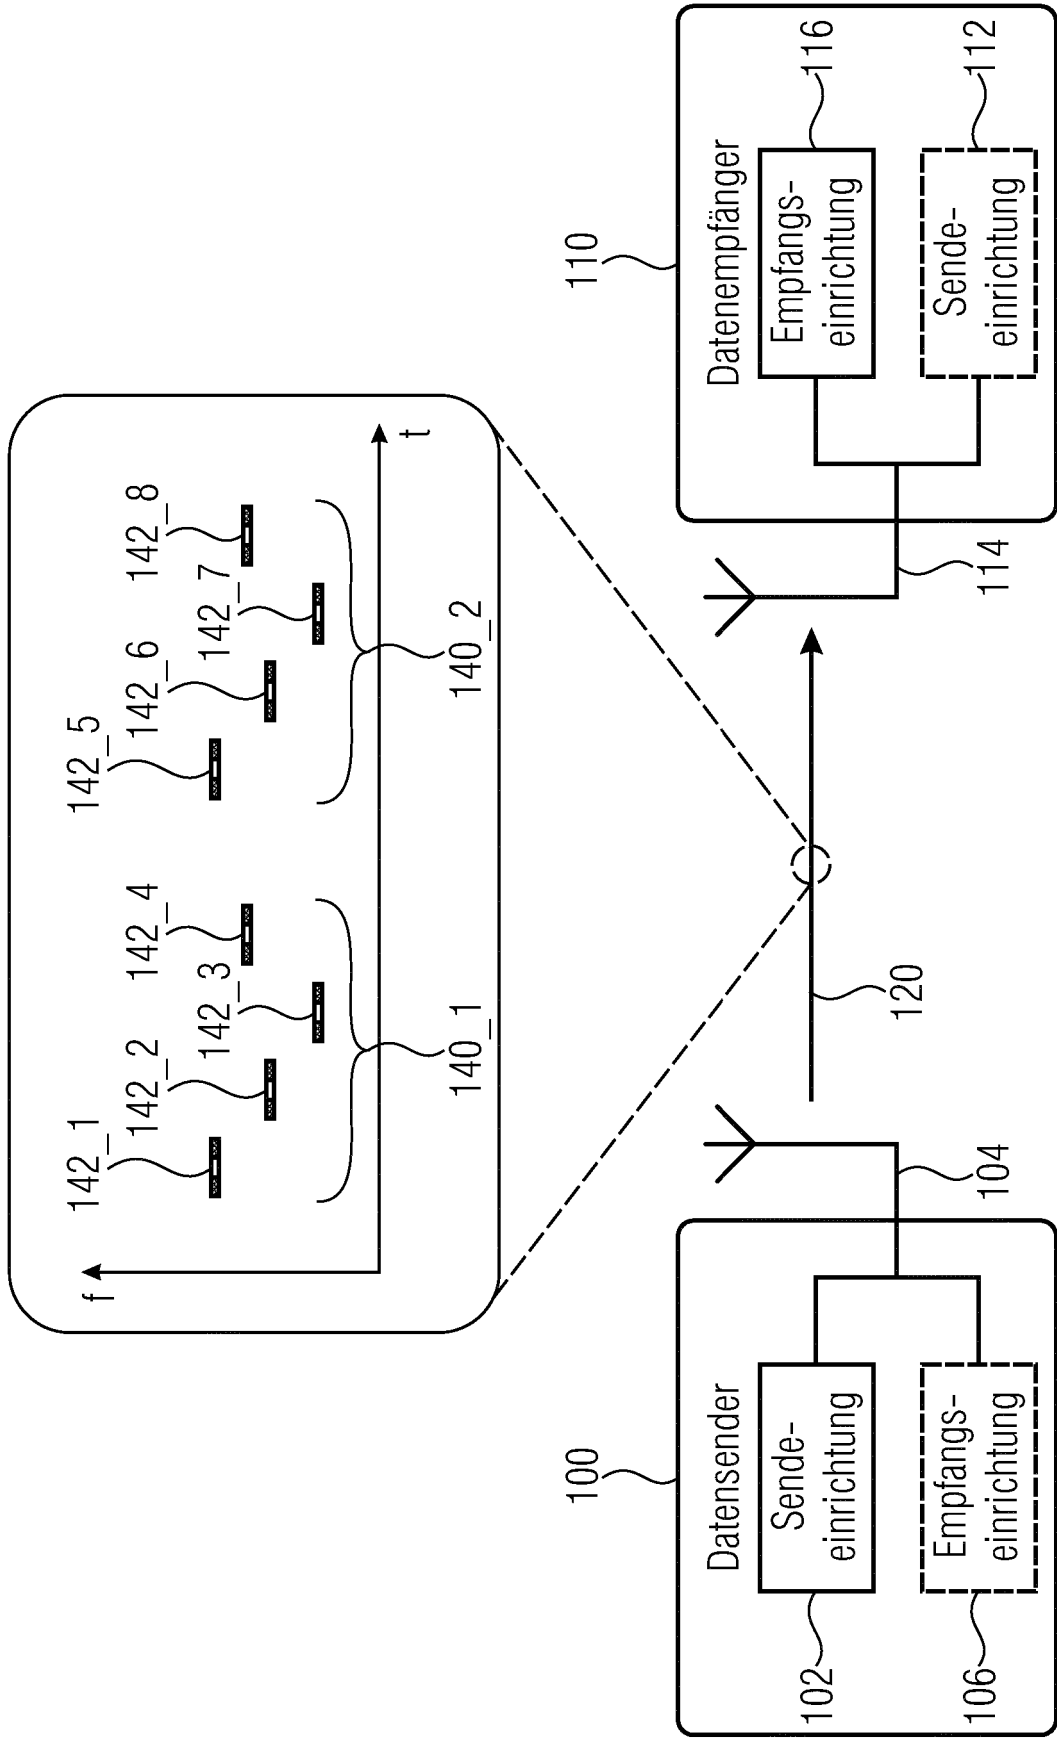 f
142_1
142_2
142_3
142_4
142_5
142_6
142_7
142_8
t
140_1
140_2
100
Datensender
Sende-
einrichtung
102
Empfangs-
einrichtung
106
104
120
110
Datenempfänger
Empfangs-
einrichtung
116
Sende-
einrichtung
112
114